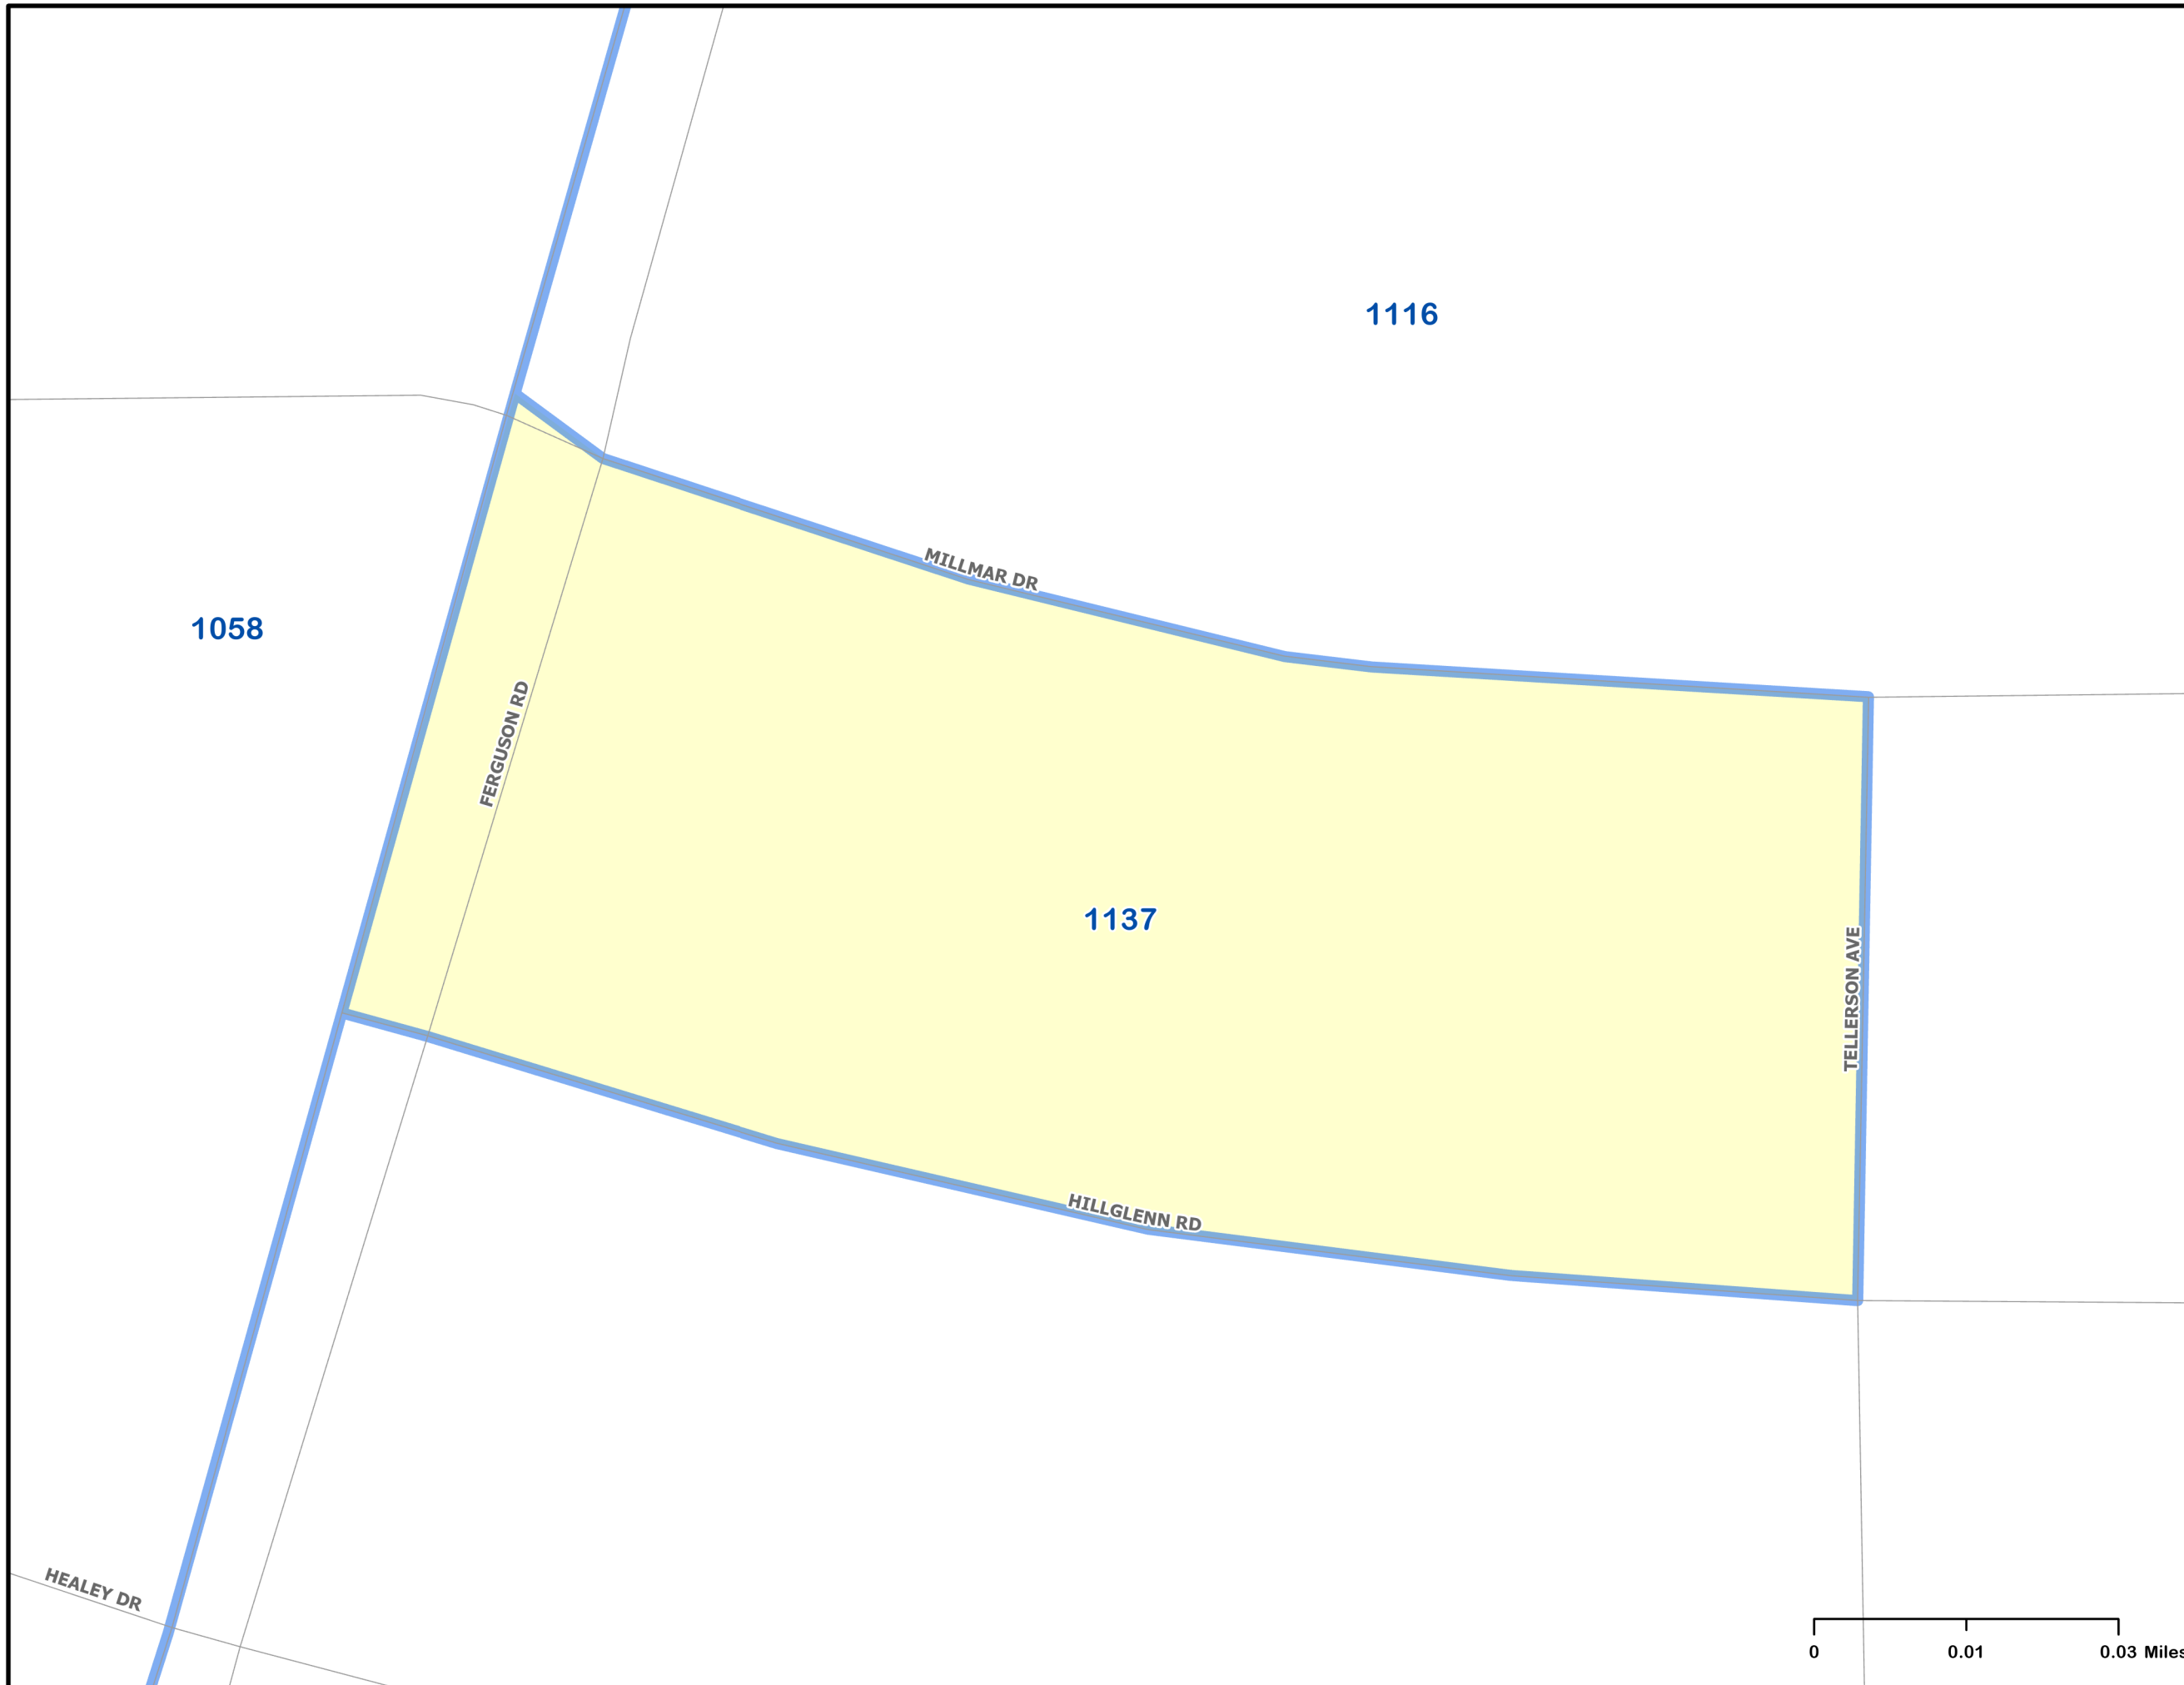 1116
MILLMAR DR
1058
FERGUSON RD
1137
TELLERSON AVE
HILLGLENN RD
HEALEY DR
0 0.01 0.03 Miles